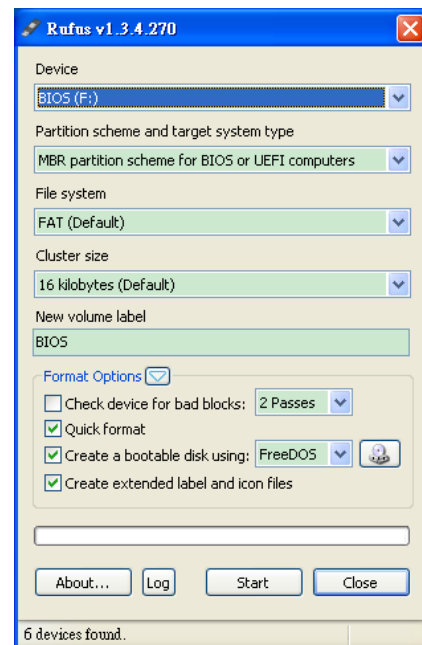 Rufus v1.3.4.270
Device
BIOS (F:)
Partition scheme and target system type
MBR partition scheme for BIOS or UEFI computers
File system
FAT (Default)
Cluster size
16 kilobytes (Default)
New volume label
BIOS
Format Options
Check device for bad blocks: 2 Passes
Quick format
Create a bootable disk using: FreeDOS
Create extended label and icon files
About... Log Start Close
6 devices found.